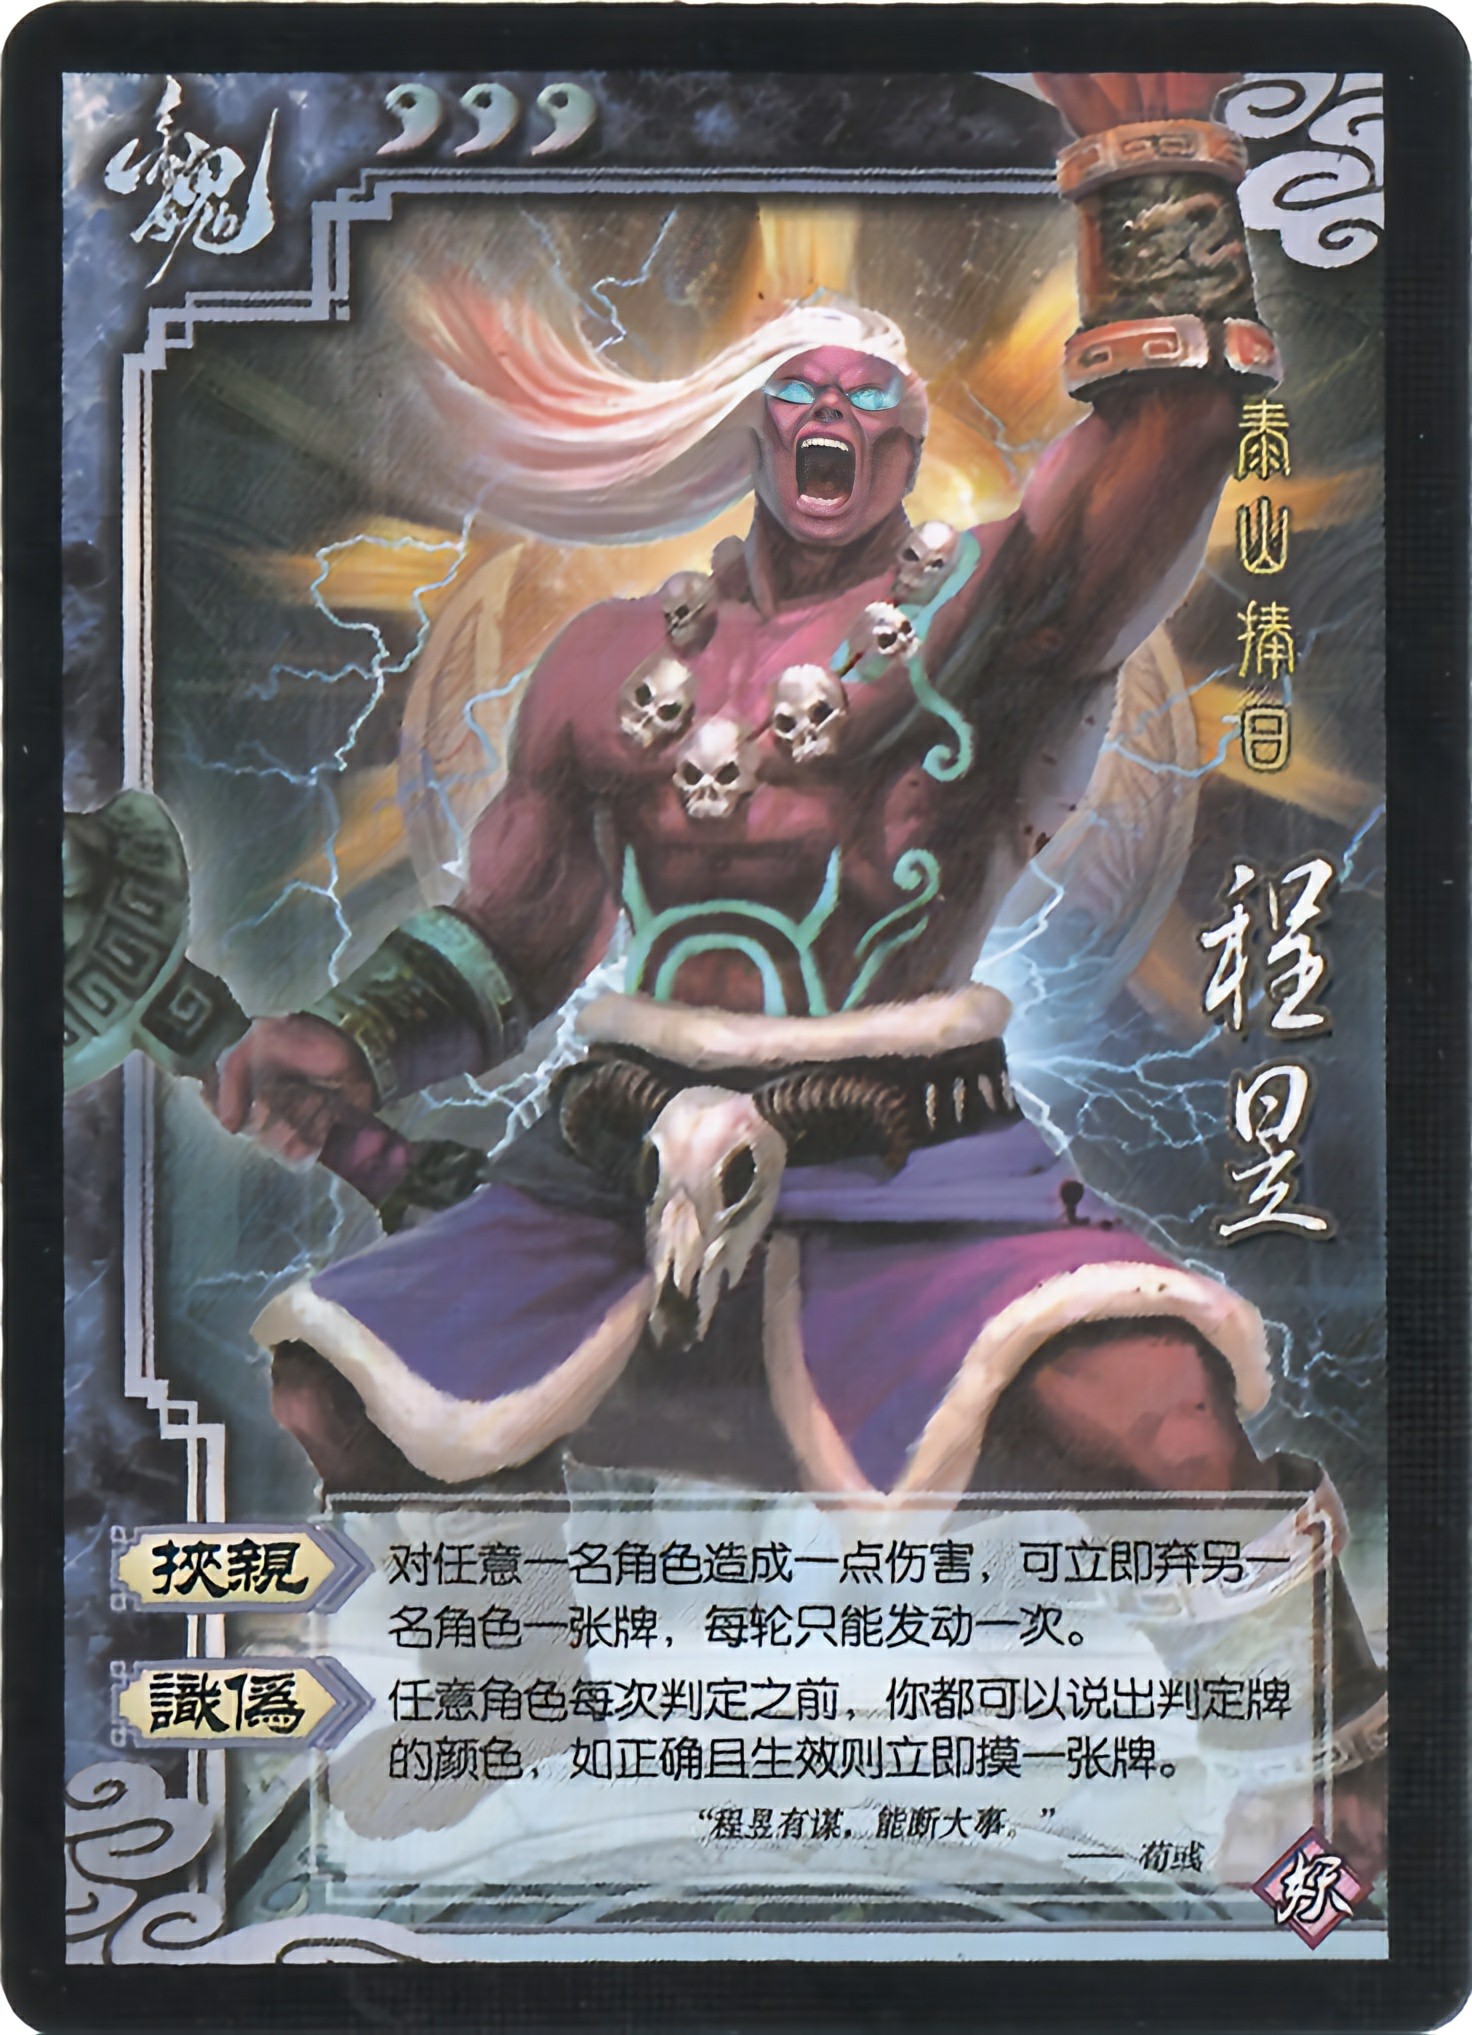 魏
泰山捧日
程昱
挾親
对任意一名角色造成一点伤害，可立即弃另一
名角色一张牌，每轮只能发动一次。
識偽
任意角色每次判定之前，你都可以说出判定牌
的颜色，如正确且生效则立即摸一张牌。
“程昱有谋，能断大事。”
—— 荀彧
妖